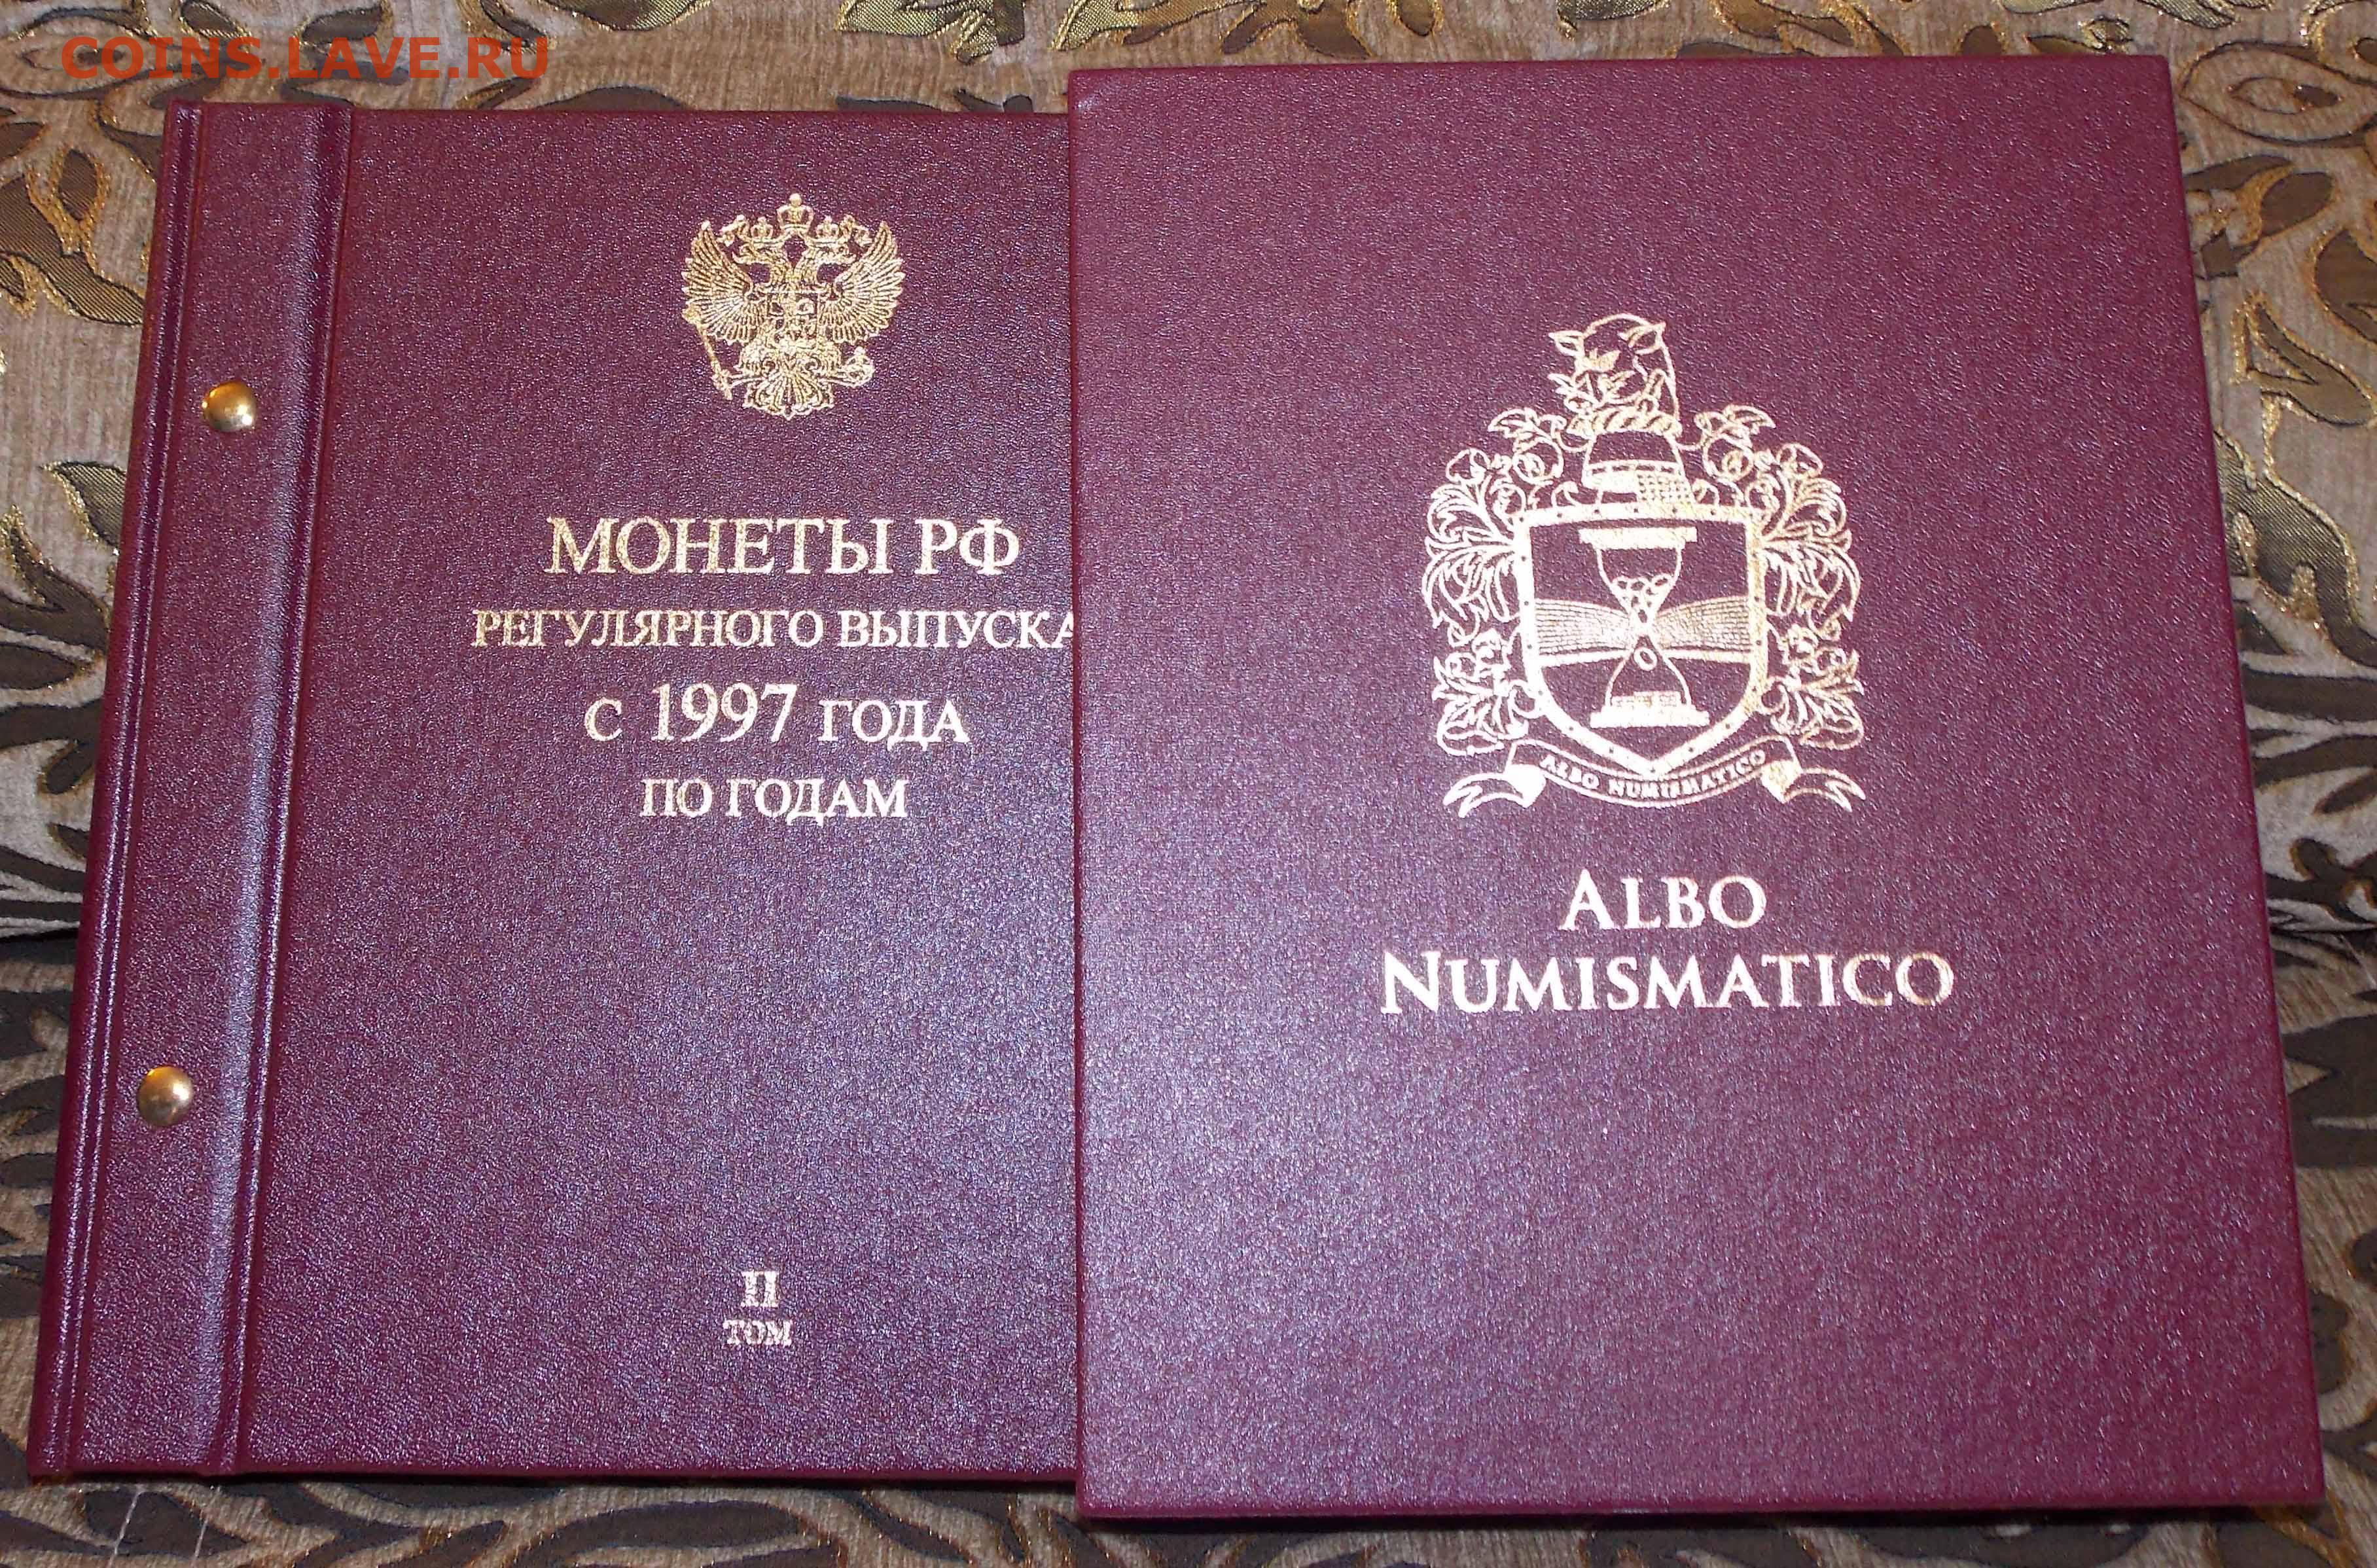 COINS.LAVE.RU
МОНЕТЫ РФ
РЕГУЛЯРНОГО ВЫПУСКА
С 1997 ГОДА
ПО ГОДАМ
II
ТОМ
ALBO NUMISMATICO
ALBO
NUMISMATICO